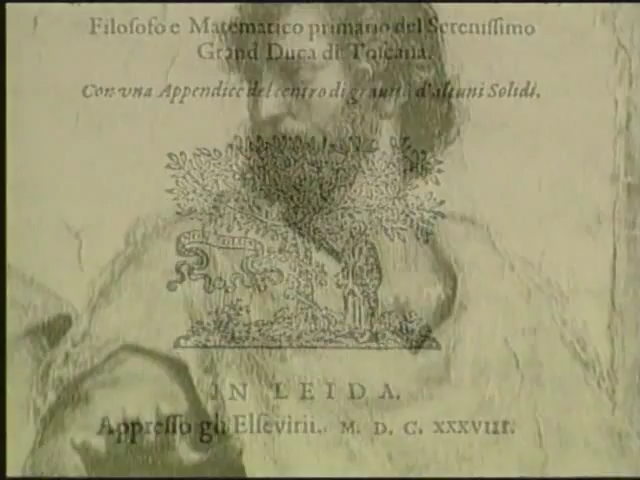 Filosofo e Matematico primario del Serenissimo
Grand Duca di Toscana.
Con vna Appendice del centro di grauità d'alcuni Solidi.
IN LEIDA.
Appresso gli Elsevirii. M. D. C. XXXVIII.